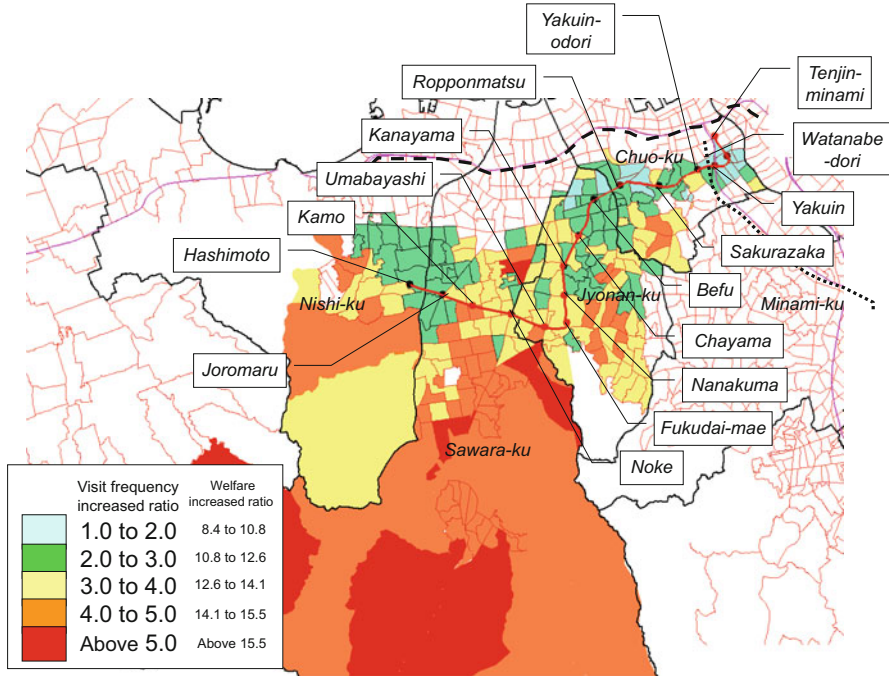 Yakuin-
odori
Ropponmatsu
Tenjin-
minami
Kanayama
Watanabe
-dori
Chuo-ku
Umabayashi
Yakuin
Kamo
Sakurazaka
Hashimoto
Befu
Nishi-ku
Jyonan-ku
Minami-ku
Chayama
Joromaru
Nanakuma
Fukudai-mae
Sawara-ku
Noke
Visit frequency
increased ratio
Welfare
increased ratio
1.0 to 2.0
8.4 to 10.8
2.0 to 3.0
10.8 to 12.6
3.0 to 4.0
12.6 to 14.1
4.0 to 5.0
14.1 to 15.5
Above 5.0
Above 15.5